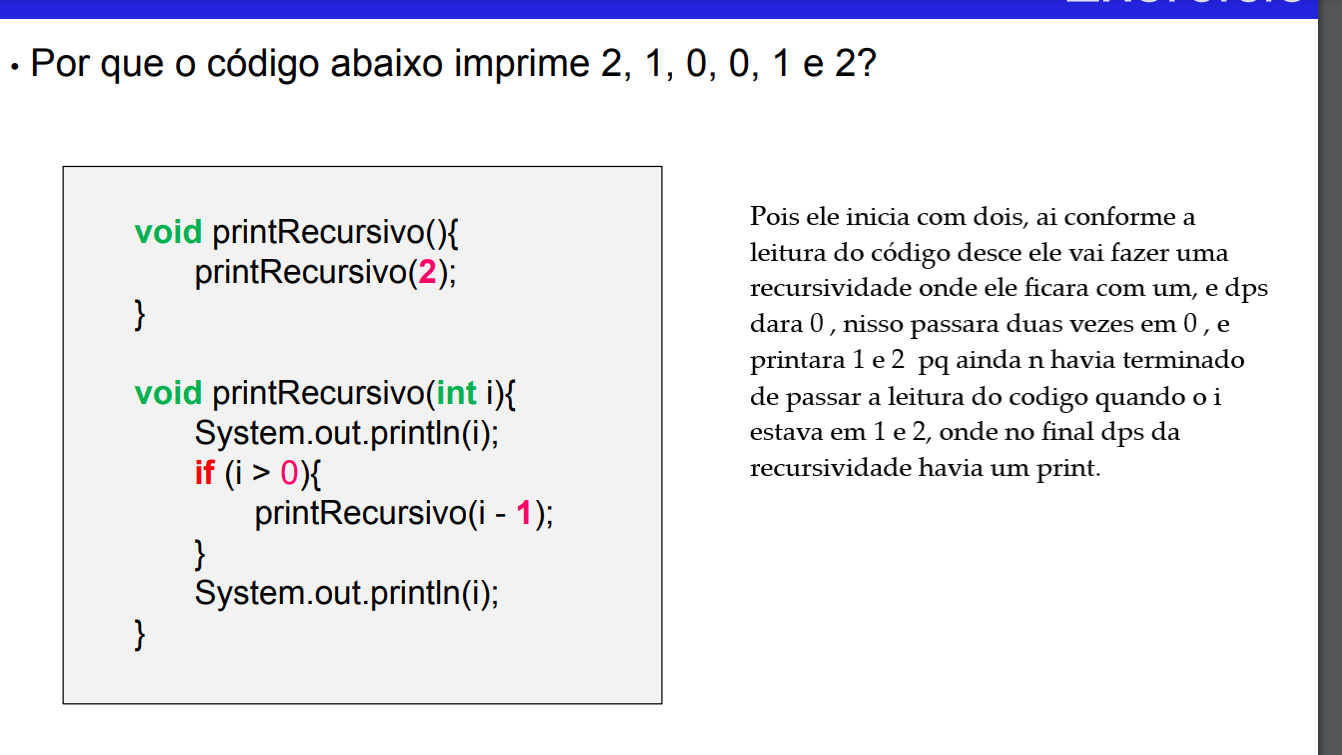 • Por que o código abaixo imprime 2, 1, 0, 0, 1 e 2?
void printRecursivo(){
printRecursivo(2);
}
void printRecursivo(int i){
System.out.println(i);
if (i > 0){
printRecursivo(i - 1);
}
System.out.println(i);
}
Pois ele inicia com dois, ai conforme a
leitura do código desce ele vai fazer uma
recursividade onde ele ficara com um, e dps
dara 0 , nisso passara duas vezes em 0 , e
printara 1 e 2  pq ainda n havia terminado
de passar a leitura do codigo quando o i
estava em 1 e 2, onde no final dps da
recursividade havia um print.